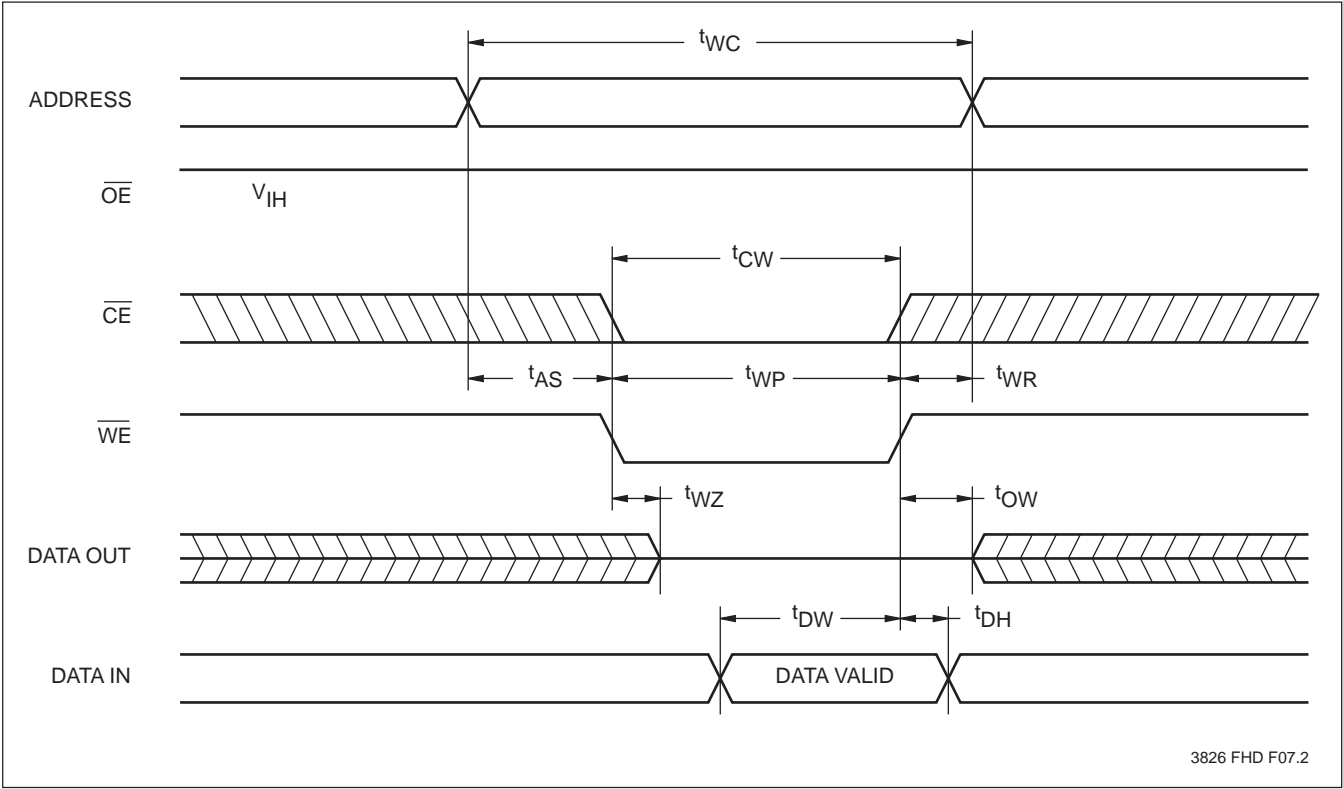 tWC
ADDRESS
OE
VIH
tCW
CE
tAS
tWP
tWR
WE
tWZ
tOW
DATA OUT
tDW
tDH
DATA IN
DATA VALID
3826 FHD F07.2